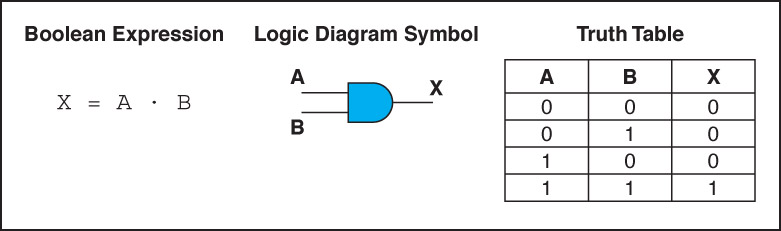 Boolean Expression
Logic Diagram Symbol
Truth Table
X = A · B
A
B
X
A B X
0 0 0
0 1 0
1 0 0
1 1 1